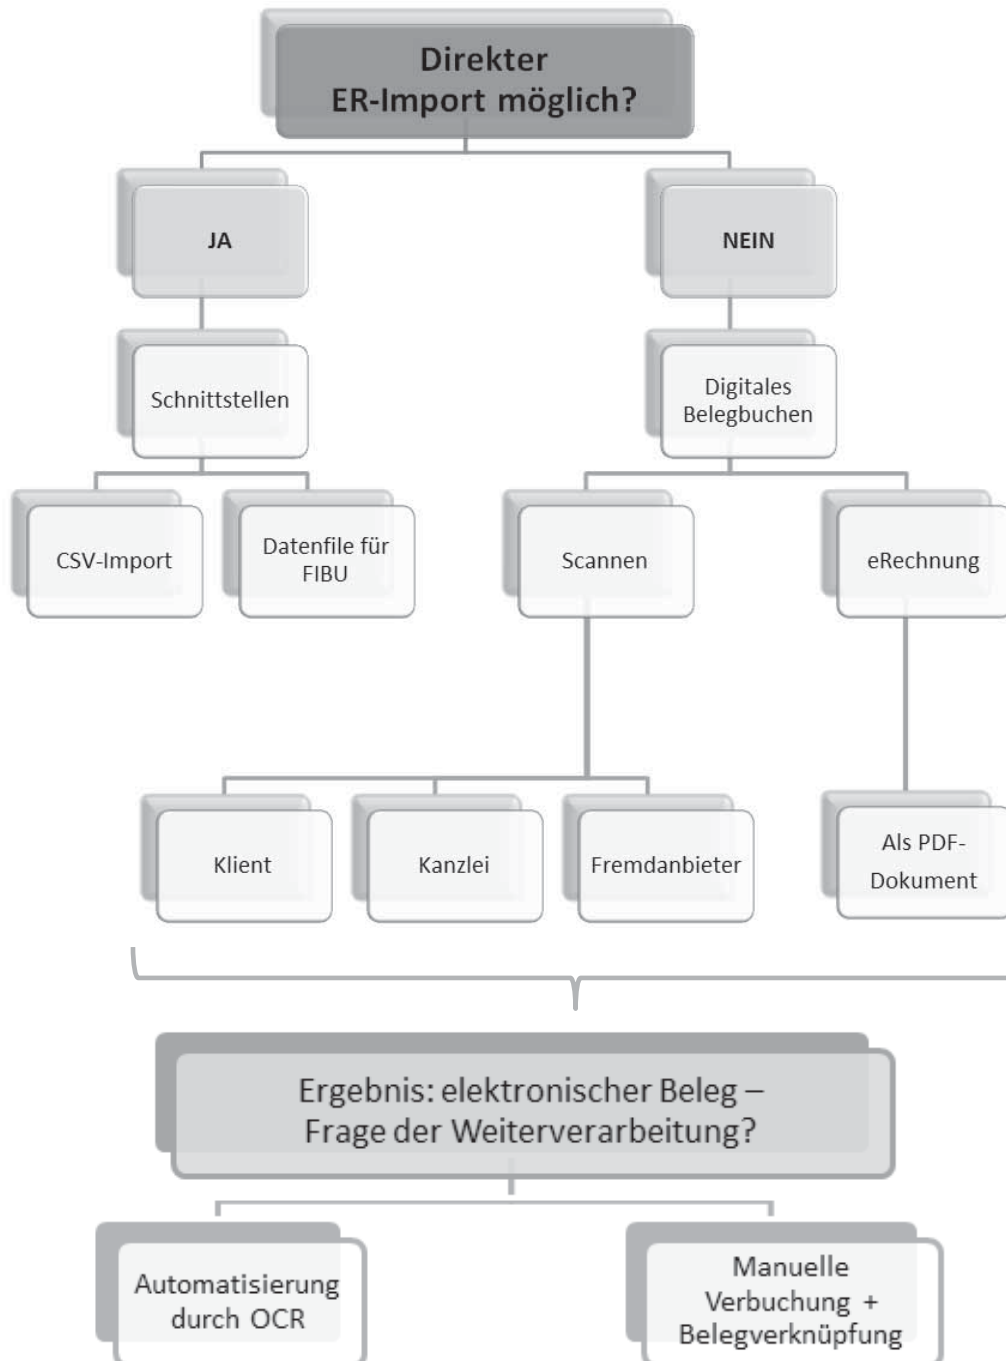 Direkter
ER-Import möglich?
JA
NEIN
Schnittstellen
Digitales
Belegbuchen
CSV-Import
Datenfile für
FIBU
Scannen
eRechnung
Klient
Kanzlei
Fremdanbieter
Als PDF-
Dokument
Ergebnis: elektronischer Beleg –
Frage der Weiterverarbeitung?
Automatisierung
durch OCR
Manuelle
Verbuchung +
Belegverknüpfung